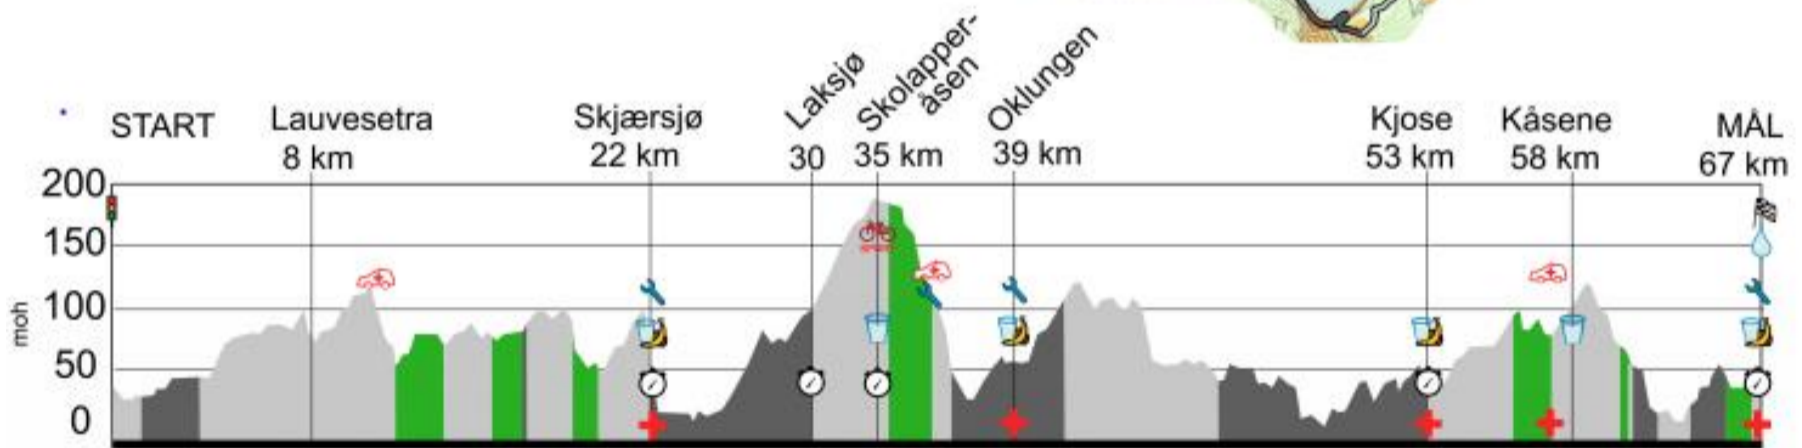 Laksjø
Skolapper-
åsen
Oklungen
START
Lauvesetra
8 km
Skjærsjø
22 km
30
35 km
39 km
Kjose
53 km
Kåsene
58 km
MÅL
67 km
200
150
100
50
0
moh